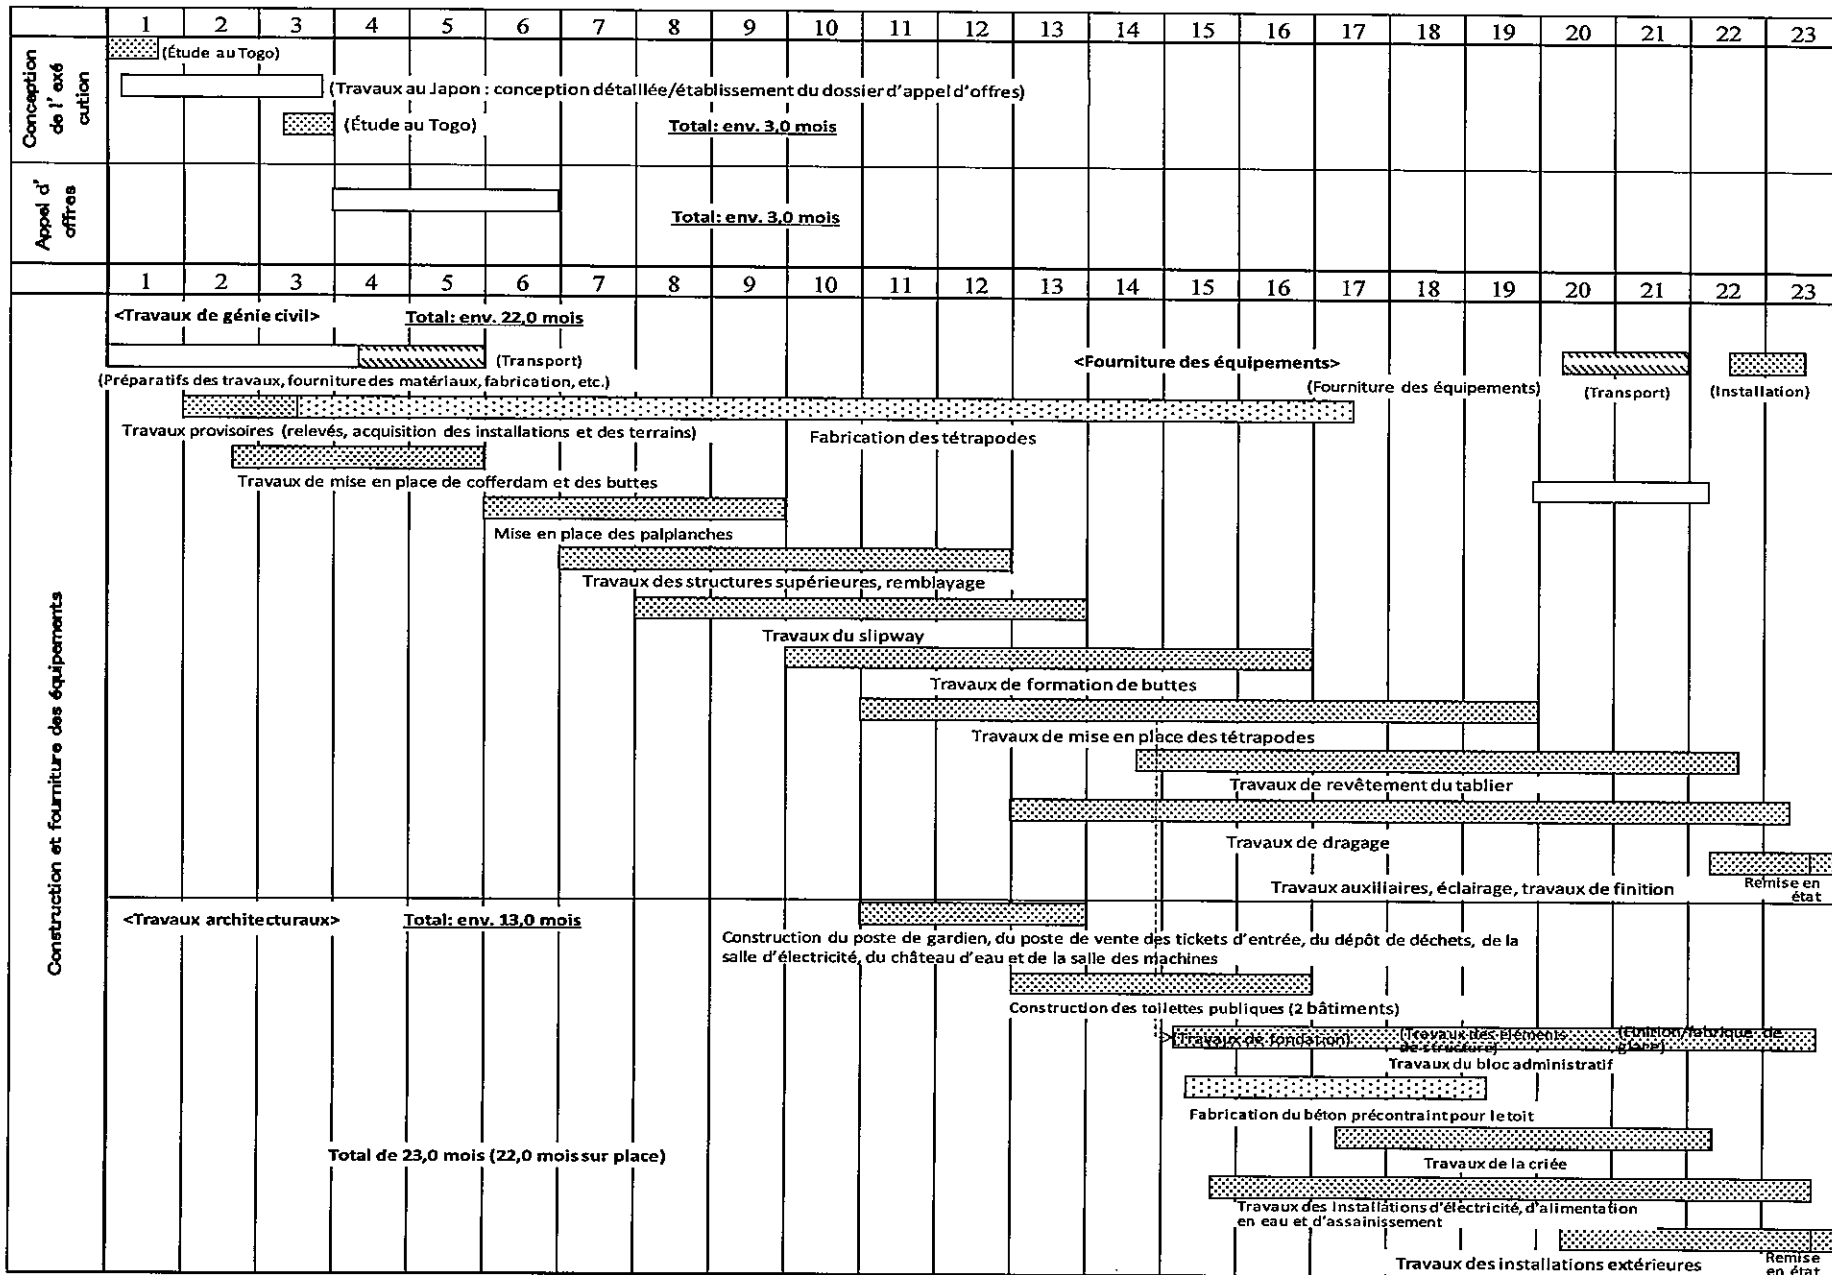 1 2 3 4 5 6 7 8 9 10 11 12 13 14 15 16 17 18 19 20 21 22 23
Conception
de l'exé
cution
(Étude au Togo)
(Travaux au Japon : conception détaillée/établissement du dossier d'appel d'offres)
(Étude au Togo)
Total: env. 3,0 mois
Appel d'
offres
Total: env. 3,0 mois
1 2 3 4 5 6 7 8 9 10 11 12 13 14 15 16 17 18 19 20 21 22 23
Construction et fourniture des équipements
<Travaux de génie civil>
Total: env. 22,0 mois
(Transport)
<Fourniture des équipements>
(Préparatifs des travaux, fourniture des matériaux, fabrication, etc.)
(Fourniture des équipements)
(Transport)
(Installation)
Travaux provisoires (relevés, acquisition des installations et des terrains)
Fabrication des tétrapodes
Travaux de mise en place de cofferdam et des buttes
Mise en place des palplanches
Travaux des structures supérieures, remblayage
Travaux du slipway
Travaux de formation de buttes
Travaux de mise en place des tétrapodes
Travaux de revêtement du tablier
Travaux de dragage
Travaux auxiliaires, éclairage, travaux de finition
Remise en
état
<Travaux architecturaux>
Total: env. 13,0 mois
Construction du poste de gardien, du poste de vente des tickets d'entrée, du dépôt de déchets, de la
salle d'électricité, du château d'eau et de la salle des machines
Construction des toilettes publiques (2 bâtiments)
(Travaux de fondation)
(Travaux des éléments
de structure)
(Finition/fabrique de
glace)
Travaux du bloc administratif
Fabrication du béton précontraint pour le toit
Total de 23,0 mois (22,0 mois sur place)
Travaux de la criée
Travaux des installations d'électricité, d'alimentation
en eau et d'assainissement
Travaux des installations extérieures
Remise
en état